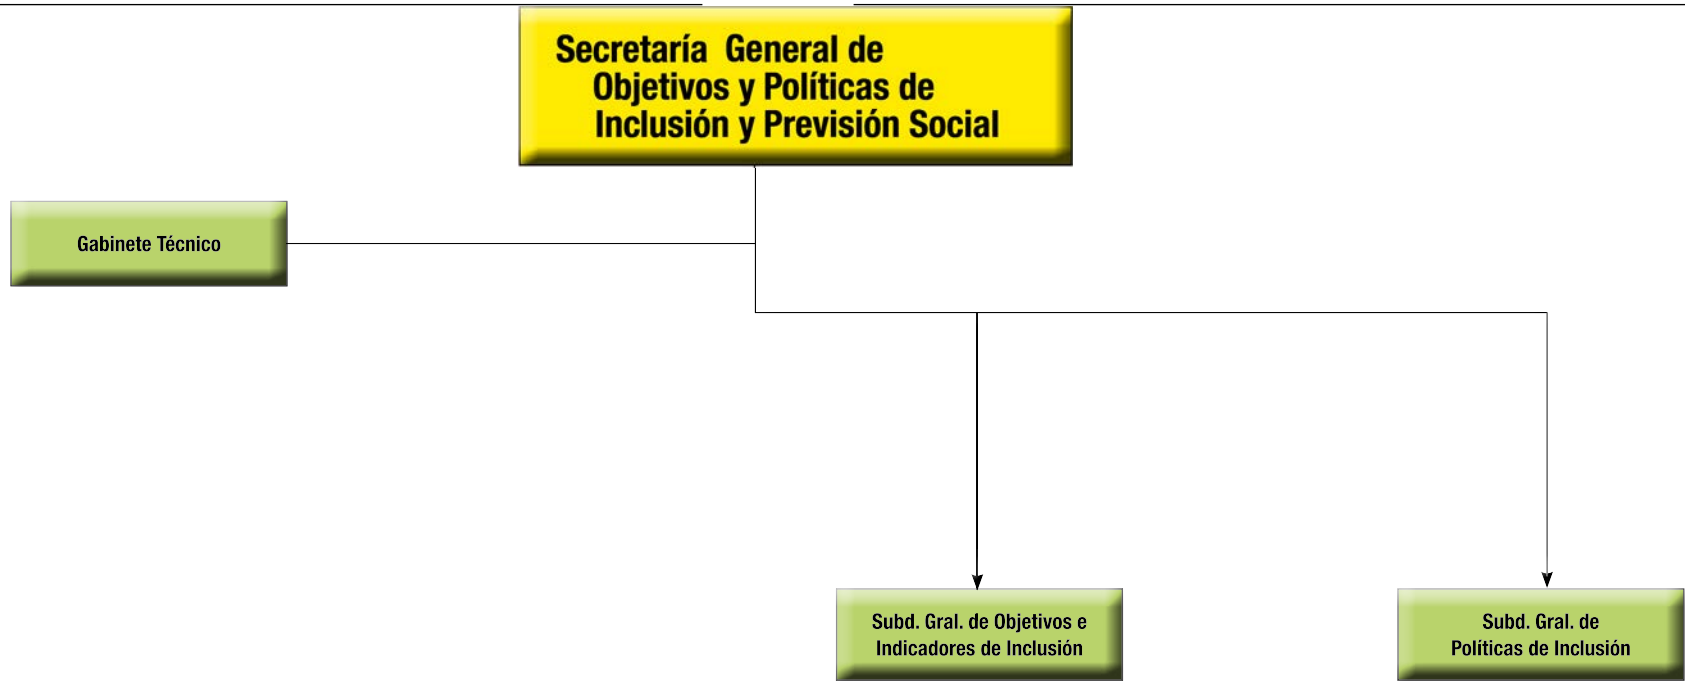 Secretaría General de
Objetivos y Políticas de
Inclusión y Previsión Social
Gabinete Técnico
Subd. Gral. de Objetivos e
Indicadores de Inclusión
Subd. Gral. de
Políticas de Inclusión